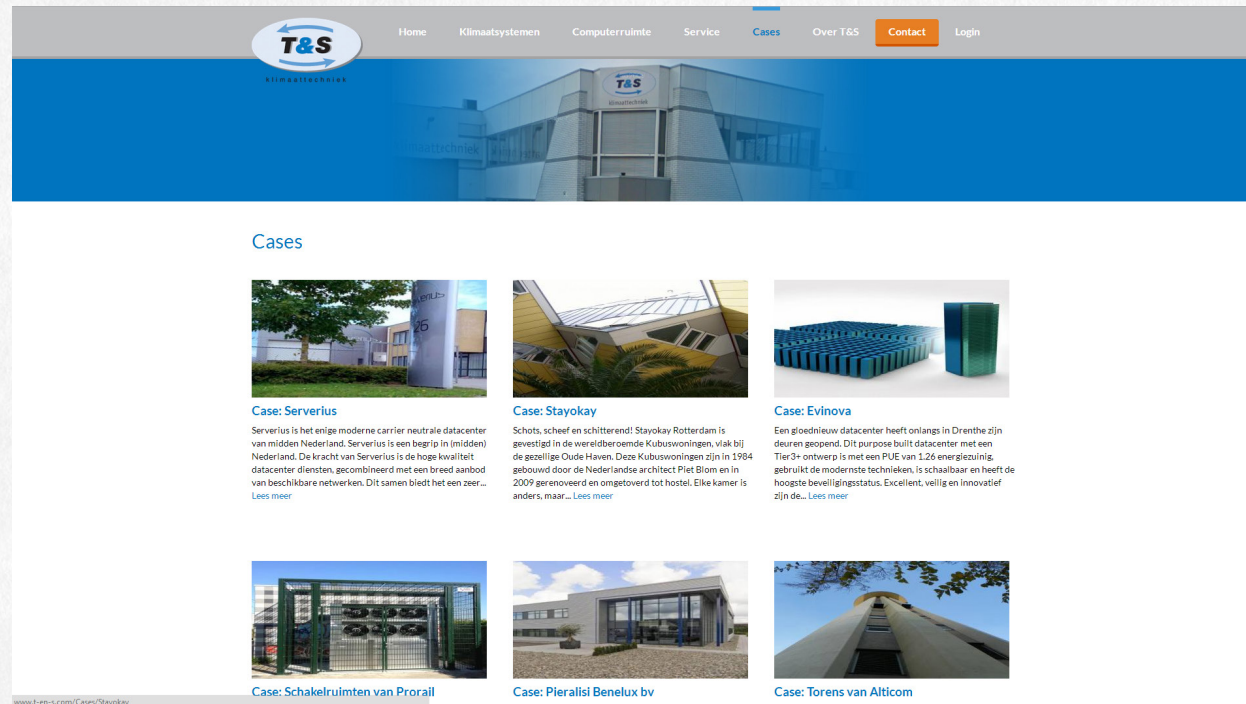 T&S
klimaattechniek
Home
Klimaatsystemen
Computerruimte
Service
Cases
Over T&S
Contact
Login
T&S
klimaattechniek
klimaattechniek
Cases
26
Case: Serverius
Serverius is het enige moderne carrier neutrale datacenter
van midden Nederland. Serverius is een begrip in (midden)
Nederland. De kracht van Serverius is de hoge kwaliteit
datacenter diensten, gecombineerd met een breed aanbod
van beschikbare netwerken. Dit samen biedt het een zeer...
Lees meer
Case: Stayokay
Schots, scheef en schitterend! Stayokay Rotterdam is
gevestigd in de wereldberoemde Kubuswoningen, vlak bij
de gezellige Oude Haven. Deze Kubuswoningen zijn in 1984
gebouwd door de Nederlandse architect Piet Blom en in
2009 gerenoveerd en omgetoverd tot hostel. Elke kamer is
anders, maar... Lees meer
Case: Evinova
Een gloednieuw datacenter heeft onlangs in Drenthe zijn
deuren geopend. Dit purpose built datacenter met een
Tier3+ ontwerp is met een PUE van 1.26 energiezuinig,
gebruikt de modernste technieken, is schaalbaar en heeft de
hoogste beveiligingsstatus. Excellent, veilig en innovatief
zijn de... Lees meer
Case: Schakelruimten van Prorail
Case: Pieralisi Benelux bv
Case: Torens van Alticom
www.t-en-s.com/Cases/Stayokay